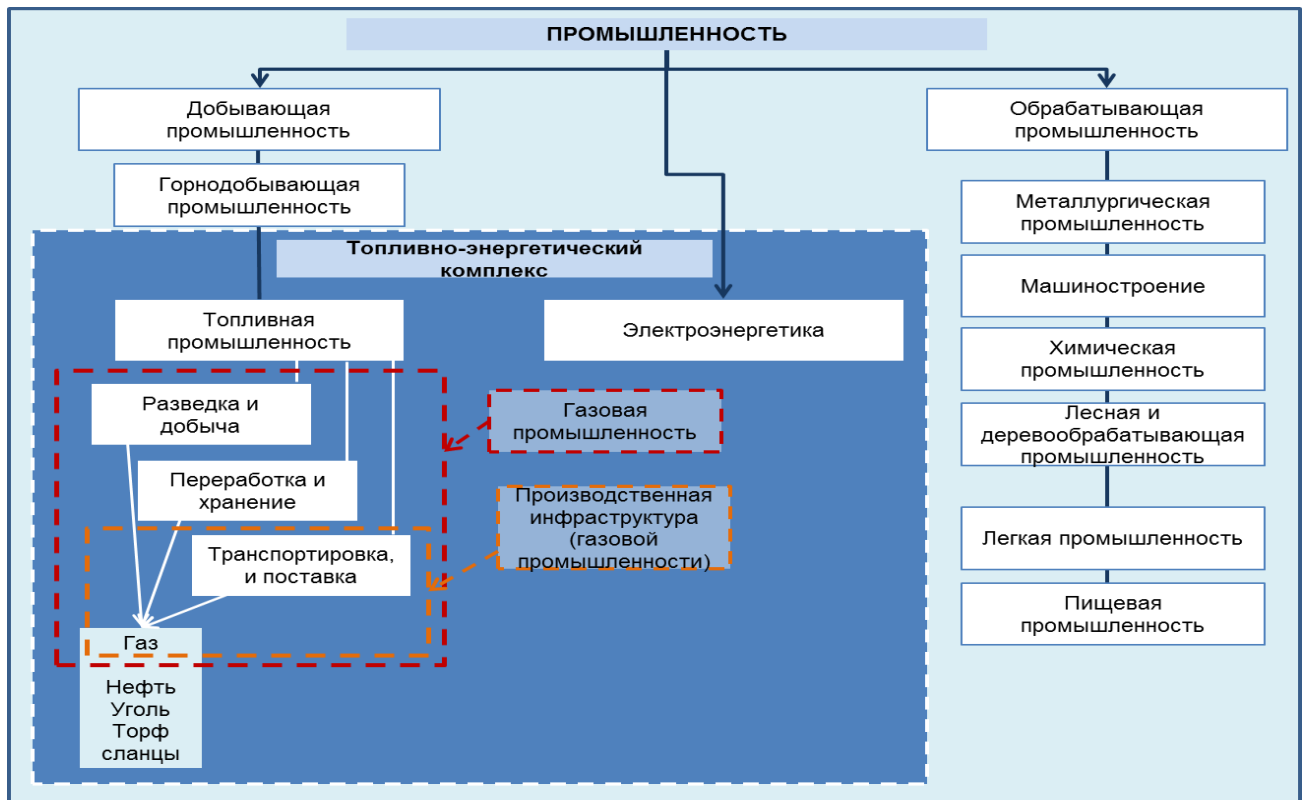 ПРОМЫШЛЕННОСТЬ
Добывающая
промышленность
Обрабатывающая
промышленность
Горнодобывающая
промышленность
Металлургическая
промышленность
Топливно-энергетический
комплекс
Машиностроение
Топливная
промышленность
Электроэнергетика
Химическая
промышленность
Разведка и
добыча
Газовая
промышленность
Лесная и
деревообрабатывающая
промышленность
Переработка и
хранение
Производственная
инфраструктура
(газовой
промышленности)
Транспортировка,
и поставка
Легкая промышленность
Пищевая
промышленность
Газ
Нефть
Уголь
Торф
сланцы